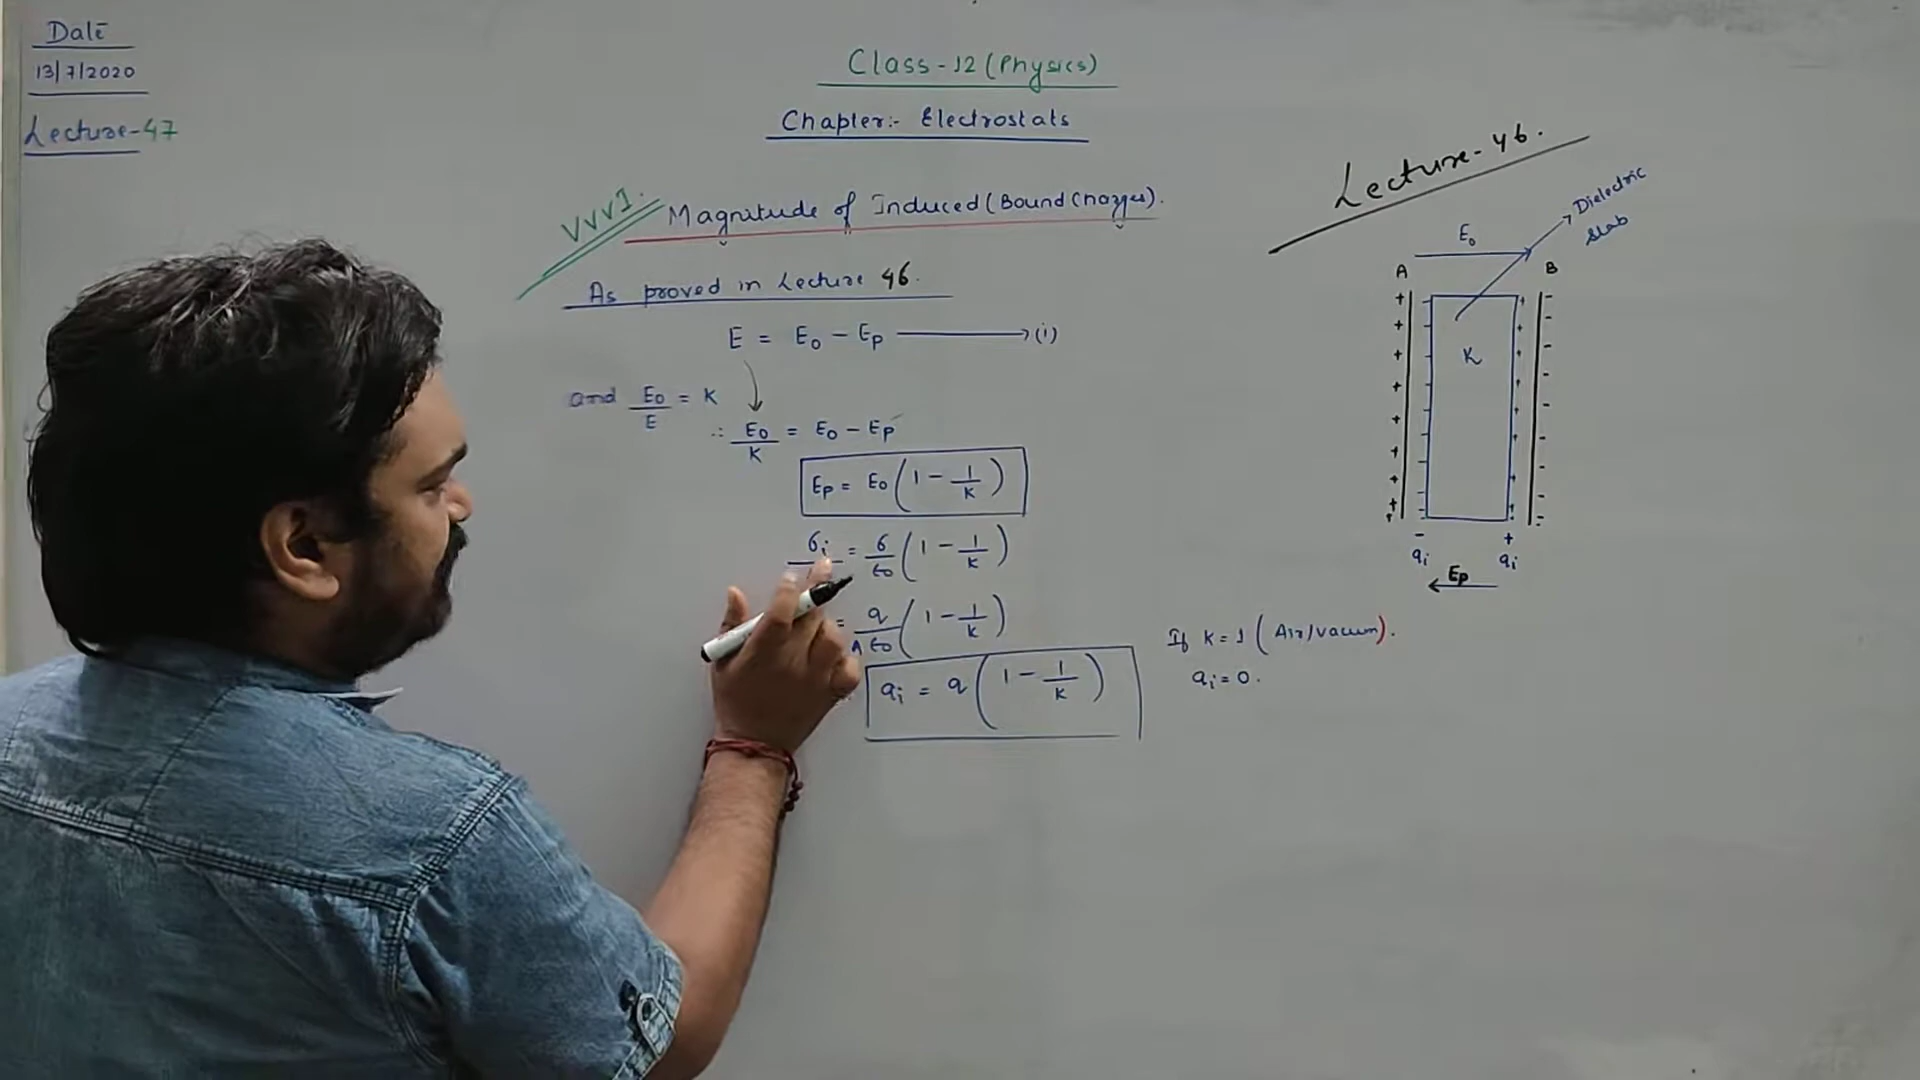 Date
13/7/2020
Lecture-47
Class-12 (Physics)
Chapter:- Electrostats
VVVI.
Magnitude of Induced (Bound Charges).
As proved in Lecture 46.
E = E₀ − Eₚ ⟶ (i)
and E₀/E = K
∴ E₀/K = E₀ − Eₚ
Eₚ = E₀ (1 − 1/K)
σᵢ = σ/ε₀ (1 − 1/K)
= q/Aε₀ (1 − 1/K)
qᵢ = q (1 − 1/K)
If K = 1 (Air/vacum).
qᵢ = 0.
Lecture-46.
Dielectric
slab
E₀
A B
K
− +
qᵢ qᵢ
Eₚ